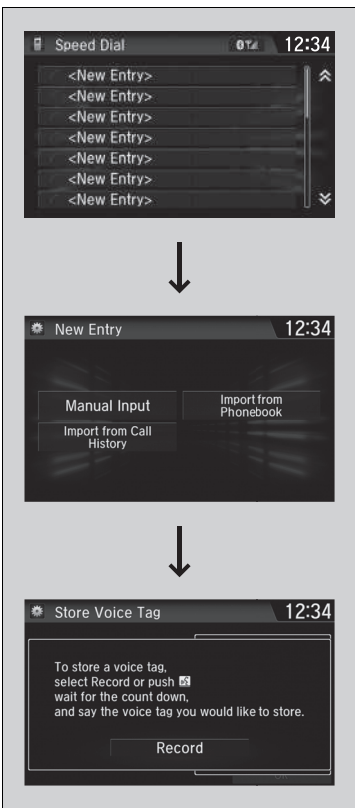 Speed Dial 12:34
<New Entry>
<New Entry>
<New Entry>
<New Entry>
<New Entry>
<New Entry>
<New Entry>
New Entry 12:34
Manual Input
Import from
Phonebook
Import from Call
History
Store Voice Tag 12:34
To store a voice tag,
select Record or push
wait for the count down,
and say the voice tag you would like to store.
Record